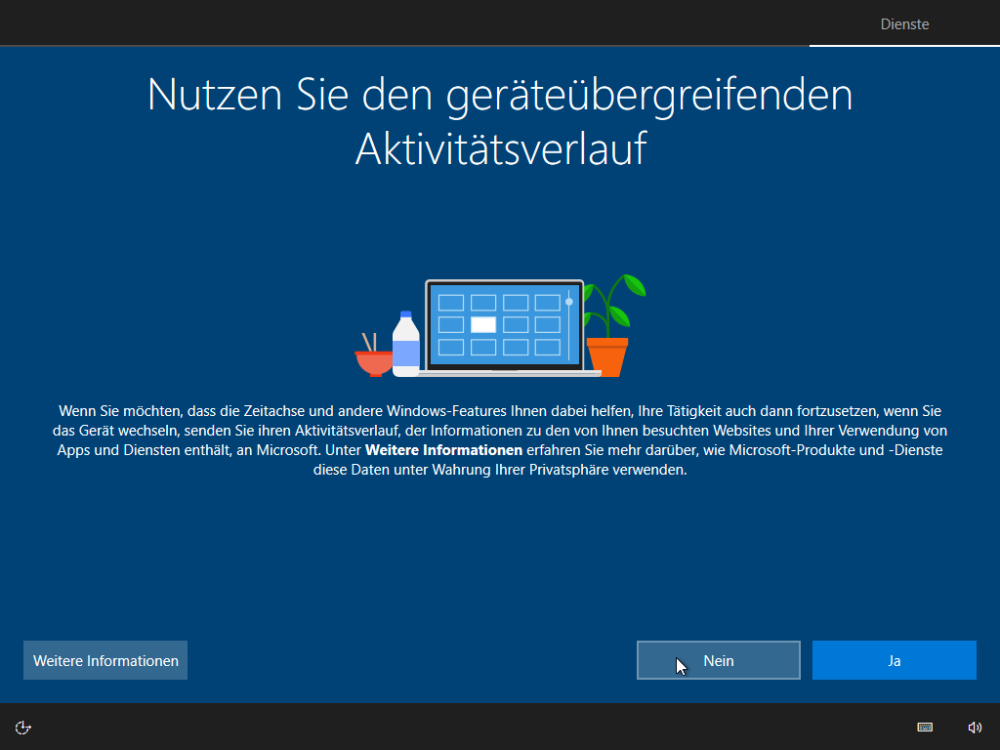 Dienste
Nutzen Sie den geräteübergreifenden
Aktivitätsverlauf
Wenn Sie möchten, dass die Zeitachse und andere Windows-Features Ihnen dabei helfen, Ihre Tätigkeit auch dann fortzusetzen, wenn Sie
das Gerät wechseln, senden Sie ihren Aktivitätsverlauf, der Informationen zu den von Ihnen besuchten Websites und Ihrer Verwendung von
Apps und Diensten enthält, an Microsoft. Unter Weitere Informationen erfahren Sie mehr darüber, wie Microsoft-Produkte und -Dienste
diese Daten unter Wahrung Ihrer Privatsphäre verwenden.
Weitere Informationen
Nein
Ja